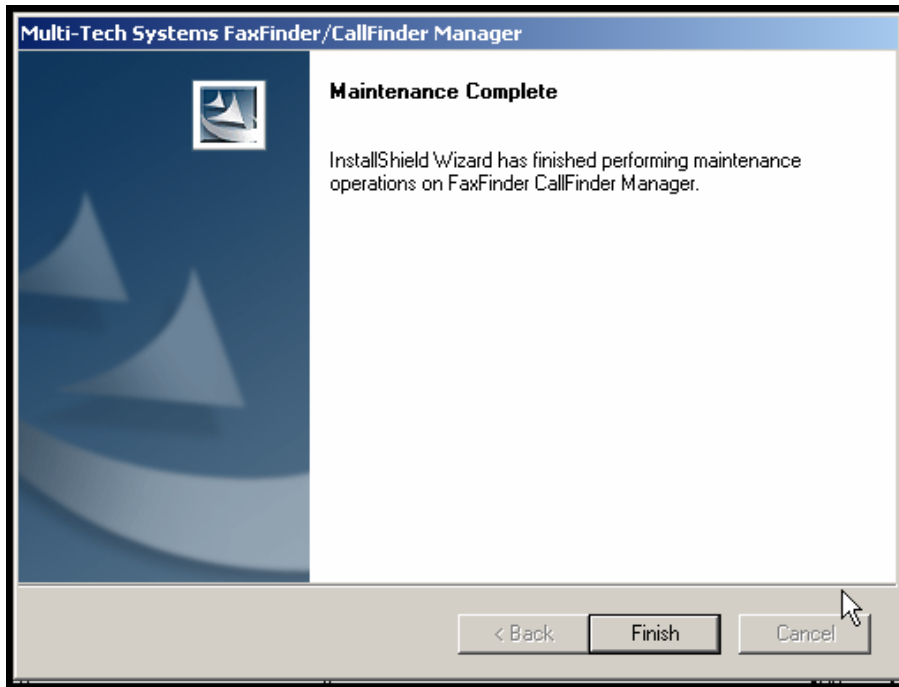 Multi-Tech Systems FaxFinder/CallFinder Manager
Maintenance Complete
InstallShield Wizard has finished performing maintenance
operations on FaxFinder CallFinder Manager.
< Back Finish Cancel